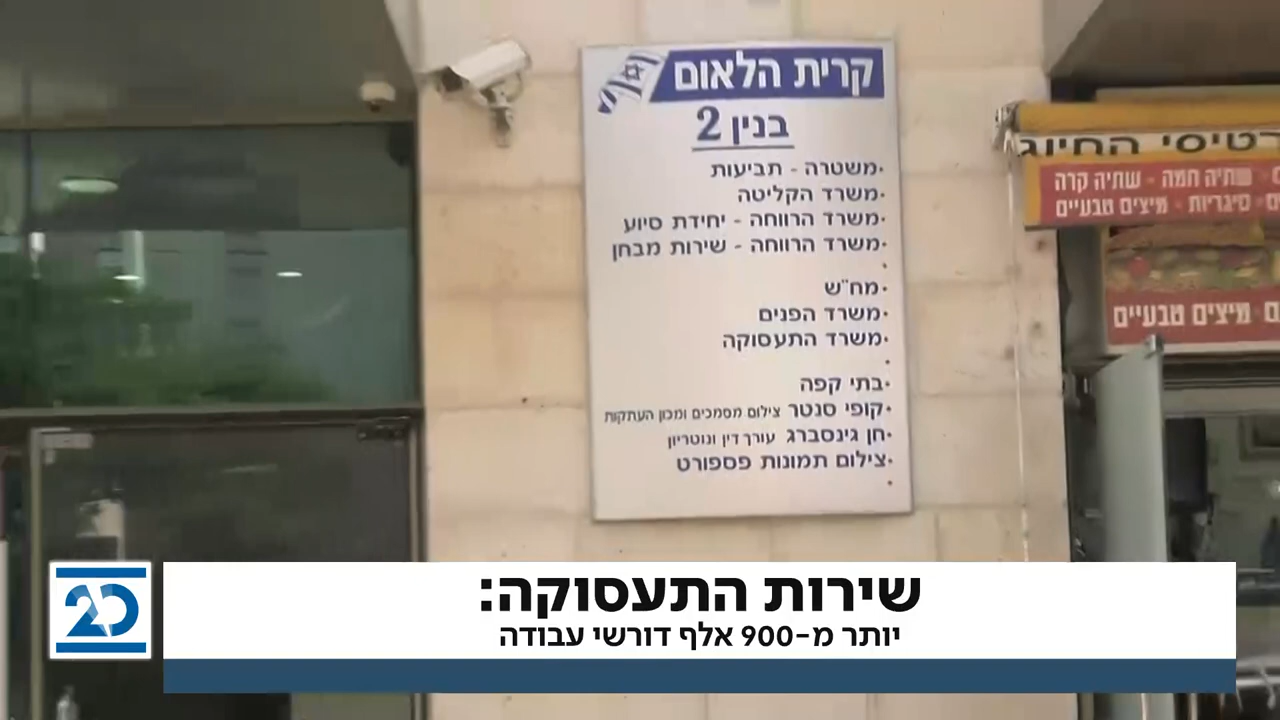 קרית הלאום
בנין 2
·משטרה - תביעות
·משרד הקליטה
·משרד הרווחה - יחידת סיוע
·משרד הרווחה - שירות מבחן
·מח"ש
·משרד הפנים
·משרד התעסוקה
·בתי קפה
·קופי סנטר צילום מסמכים ומכון העתקות
·חן גינסברג עורך דין ונוטריון
·צילום תמונות פספורט
החיוג
שתיה חמה - שתיה קרה
סיגריות - מיצים טבעיים
מיצים טבעיים
20
שירות התעסוקה:
יותר מ-900 אלף דורשי עבודה